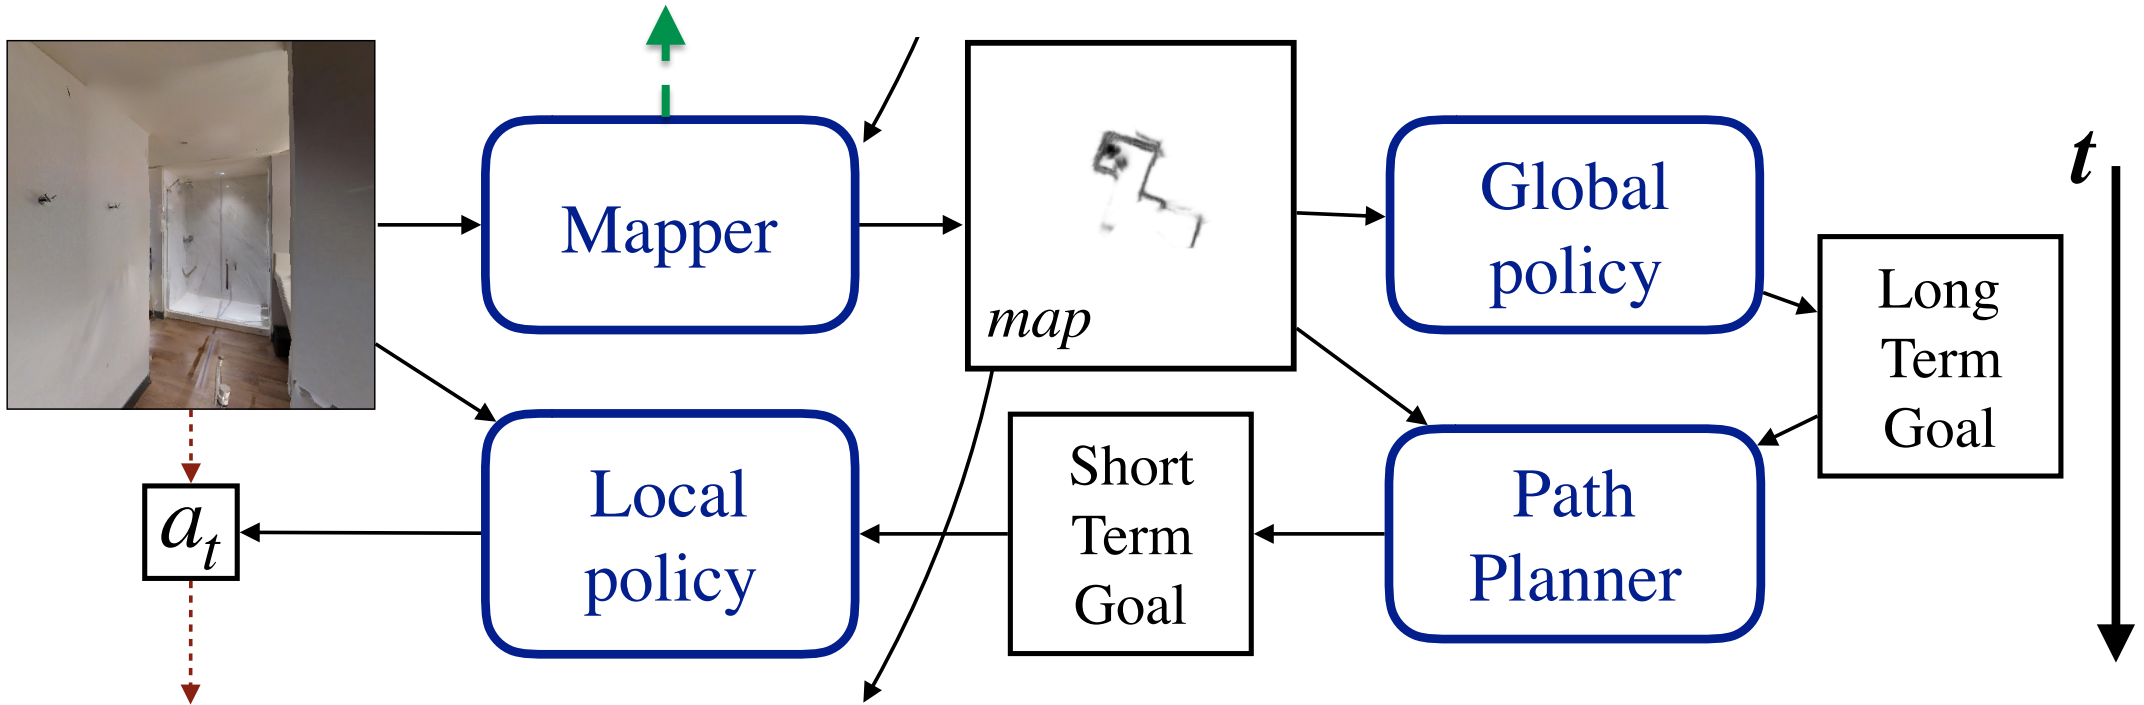 Mapper
map
Global
policy
t
Long
Term
Goal
Local
policy
Short
Term
Goal
Path
Planner
a_t